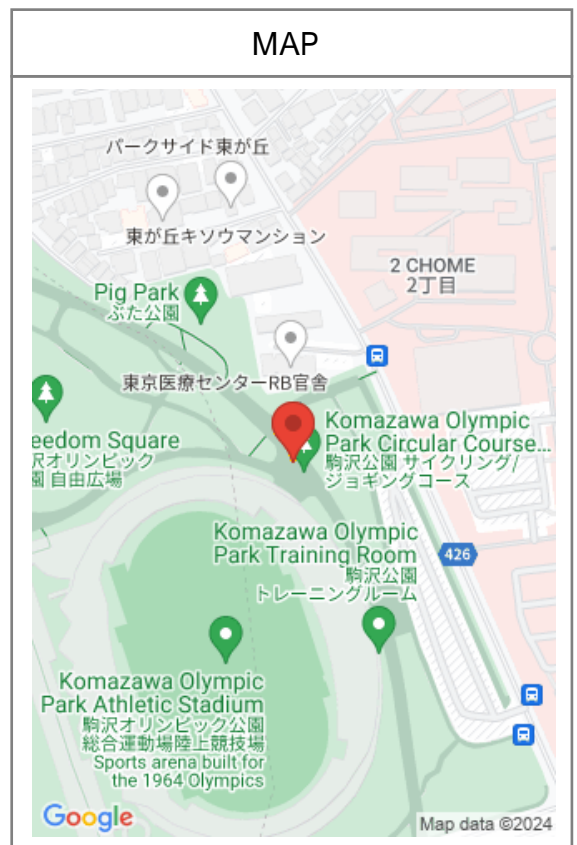 MAP
パークサイド東が丘
東が丘キソウマンション
2 CHOME
2丁目
Pig Park
ぶた公園
東京医療センターRB官舎
eedom Square
沢オリンピック
園 自由広場
Komazawa Olympic
Park Circular Course...
駒沢公園 サイクリング/
ジョギングコース
Komazawa Olympic
Park Training Room
駒沢公園
トレーニングルーム
426
Komazawa Olympic
Park Athletic Stadium
駒沢オリンピック公園
総合運動場陸上競技場
Sports arena built for
the 1964 Olympics
Google
Map data ©2024